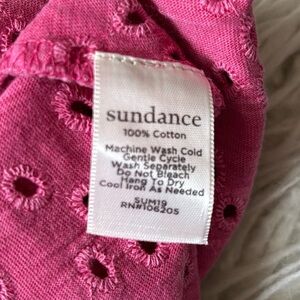 sundance
100% Cotton
Machine Wash Cold
Gentle Cycle
Wash Separately
Do Not Bleach
Hang To Dry
Cool Iron As Needed
SUM19
RN#106205